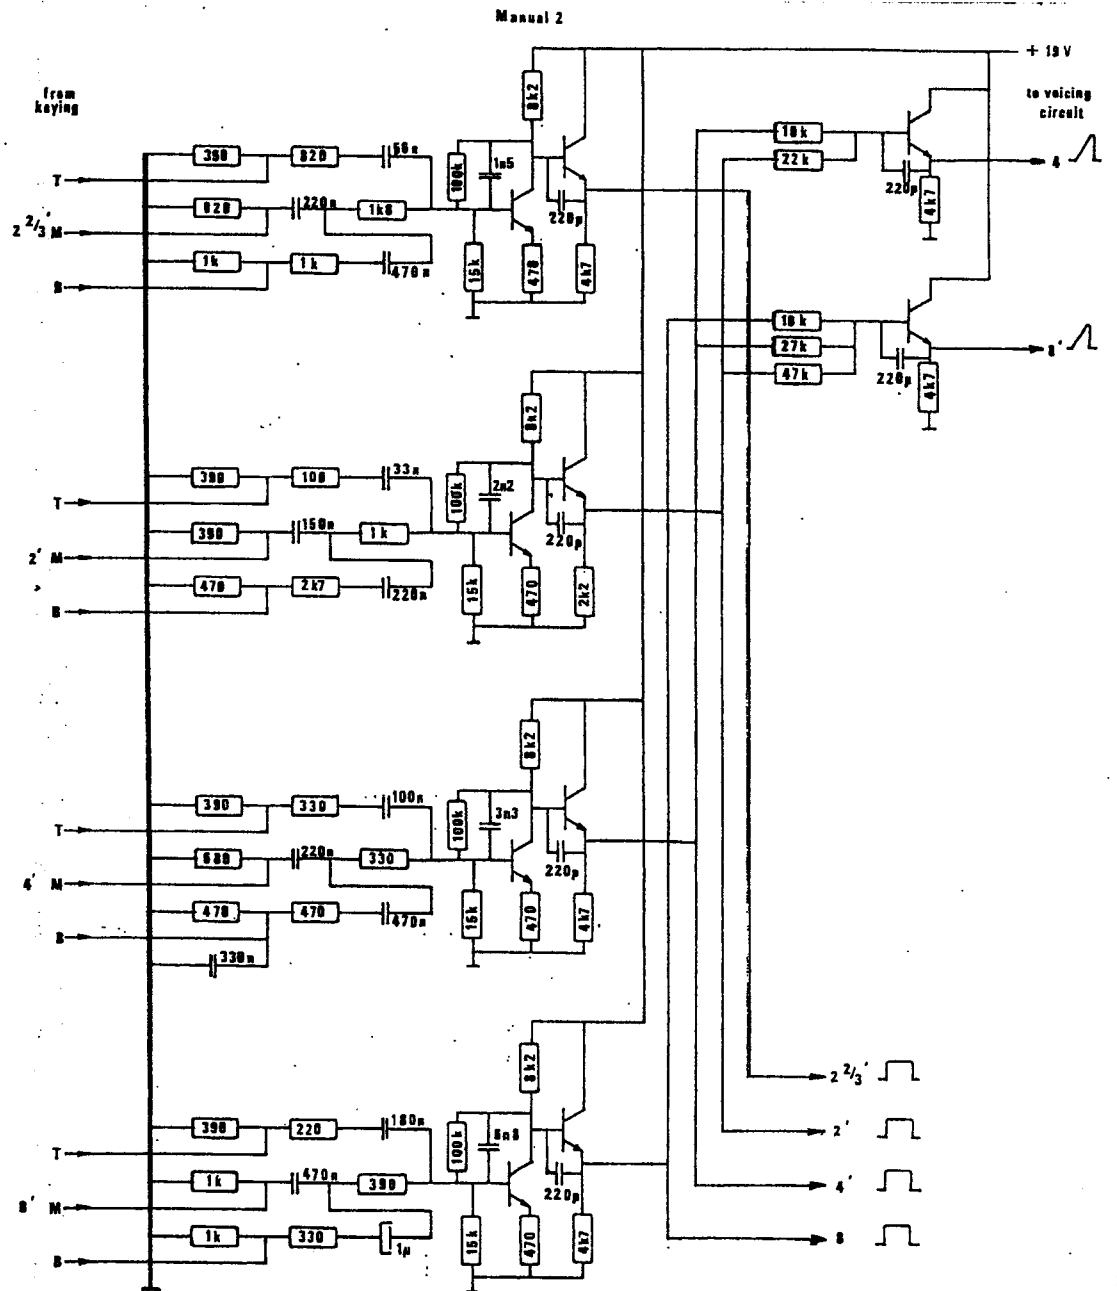 Manual 2
+ 19 V
from
keying
to voicing
circuit
8k2
390
820
56n
100k
1n5
T
18k
22k
4
220p
4k7
820
220n
1k8
220p
2 2/3' M
1k
1k
470n
15k
470
4k7
B
18k
27k
47k
8'
220p
4k7
8k2
390
100
33n
100k
2n2
T
390
150n
1k
220p
2' M
470
2k7
220n
15k
470
2k2
B
8k2
390
330
100n
100k
3n3
T
680
220n
330
220p
4' M
470
470
470n
15k
470
4k7
B
330n
8k2
2 2/3'
390
220
180n
100k
6n8
2'
T
1k
470n
390
220p
4'
8' M
1k
330
1µ
15k
470
4k7
8
B